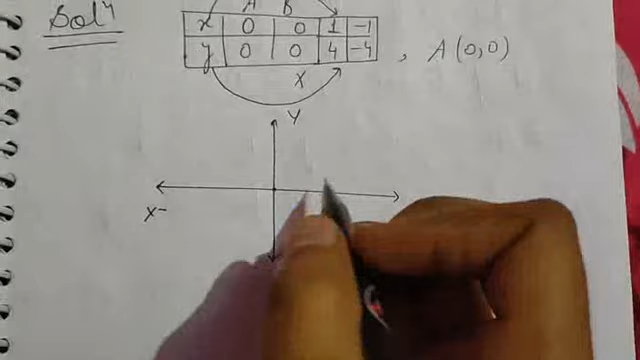 Solⁿ
A B
x 0 0 1 -1
y 0 0 4 -4 , A(0,0)
X
Y
X-